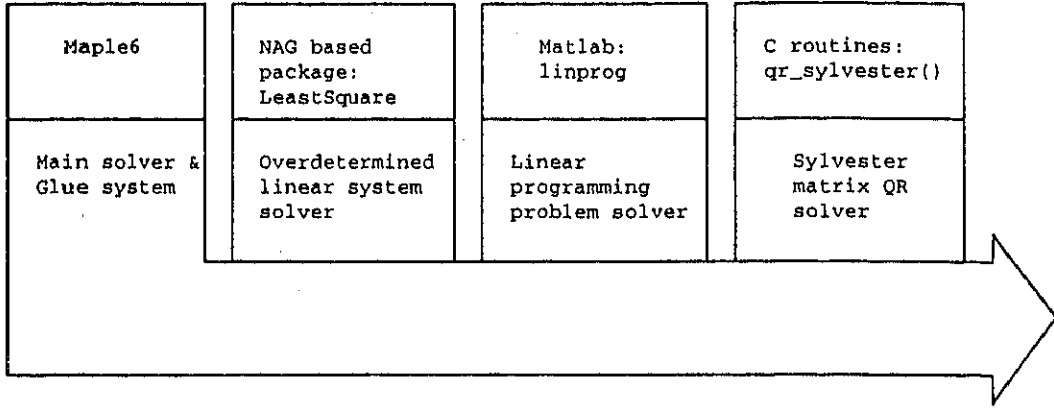 Maple6
NAG based
package:
LeastSquare
Matlab:
linprog
C routines:
qr_sylvester()
Main solver &
Glue system
Overdetermined
linear system
solver
Linear
programming
problem solver
Sylvester
matrix QR
solver